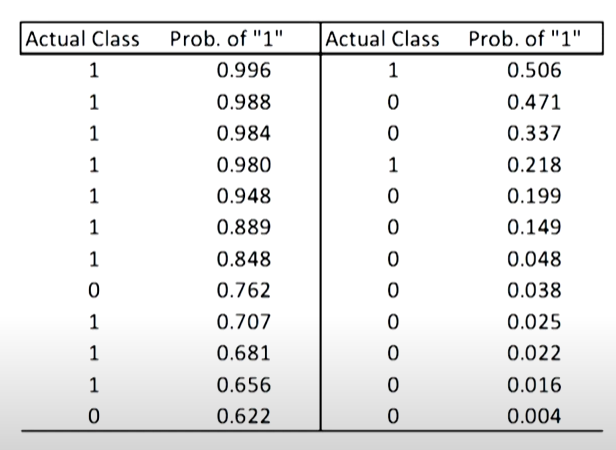 Actual Class Prob. of "1" Actual Class Prob. of "1"
1 0.996 1 0.506
1 0.988 0 0.471
1 0.984 0 0.337
1 0.980 1 0.218
1 0.948 0 0.199
1 0.889 0 0.149
1 0.848 0 0.048
0 0.762 0 0.038
1 0.707 0 0.025
1 0.681 0 0.022
1 0.656 0 0.016
0 0.622 0 0.004